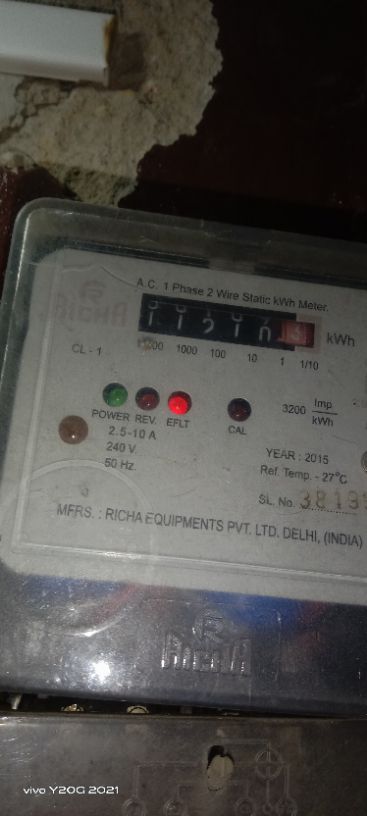 A.C. 1 Phase 2 Wire Static kWh Meter.
RICHA
kWh
CL - 1
1000 100 10 1 1/10
POWER REV. EFLT CAL
3200 Imp/kWh
2.5-10 A
240 V.
50 Hz.
YEAR : 2015
Ref. Temp. - 27°C
SL. No.
MFRS. : RICHA EQUIPMENTS PVT. LTD. DELHI, (INDIA)
RICHA
vivo Y20G 2021